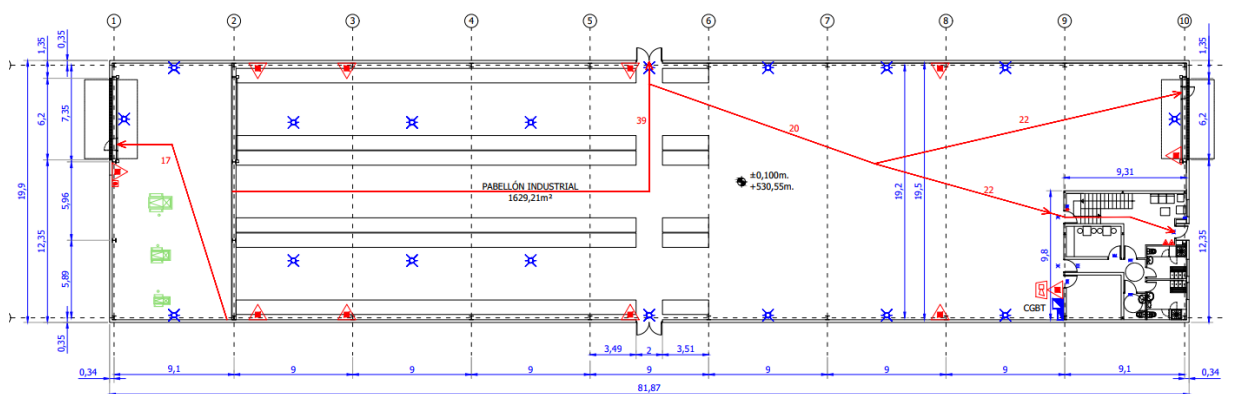 1 2 3 4 5 6 7 8 9 10
0,35
1,35
1,35
7,35
6,2
6,2
39
20
22
17
19,9
5,96
12,35
5,89
PABELLÓN INDUSTRIAL
1629,21m²
±0,100m.
+530,55m.
19,2
19,5
9,31
22
12,35
9,8
CGBT
0,35
3,49 2 3,51
0,34 9,1 9 9 9 9 9 9 9 9,1 0,34
81,87